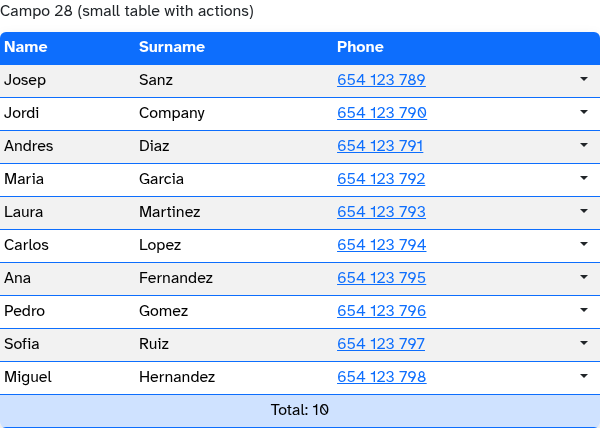 Campo 28 (small table with actions)
Name Surname Phone
Josep Sanz 654 123 789
Jordi Company 654 123 790
Andres Diaz 654 123 791
Maria Garcia 654 123 792
Laura Martinez 654 123 793
Carlos Lopez 654 123 794
Ana Fernandez 654 123 795
Pedro Gomez 654 123 796
Sofia Ruiz 654 123 797
Miguel Hernandez 654 123 798
Total: 10